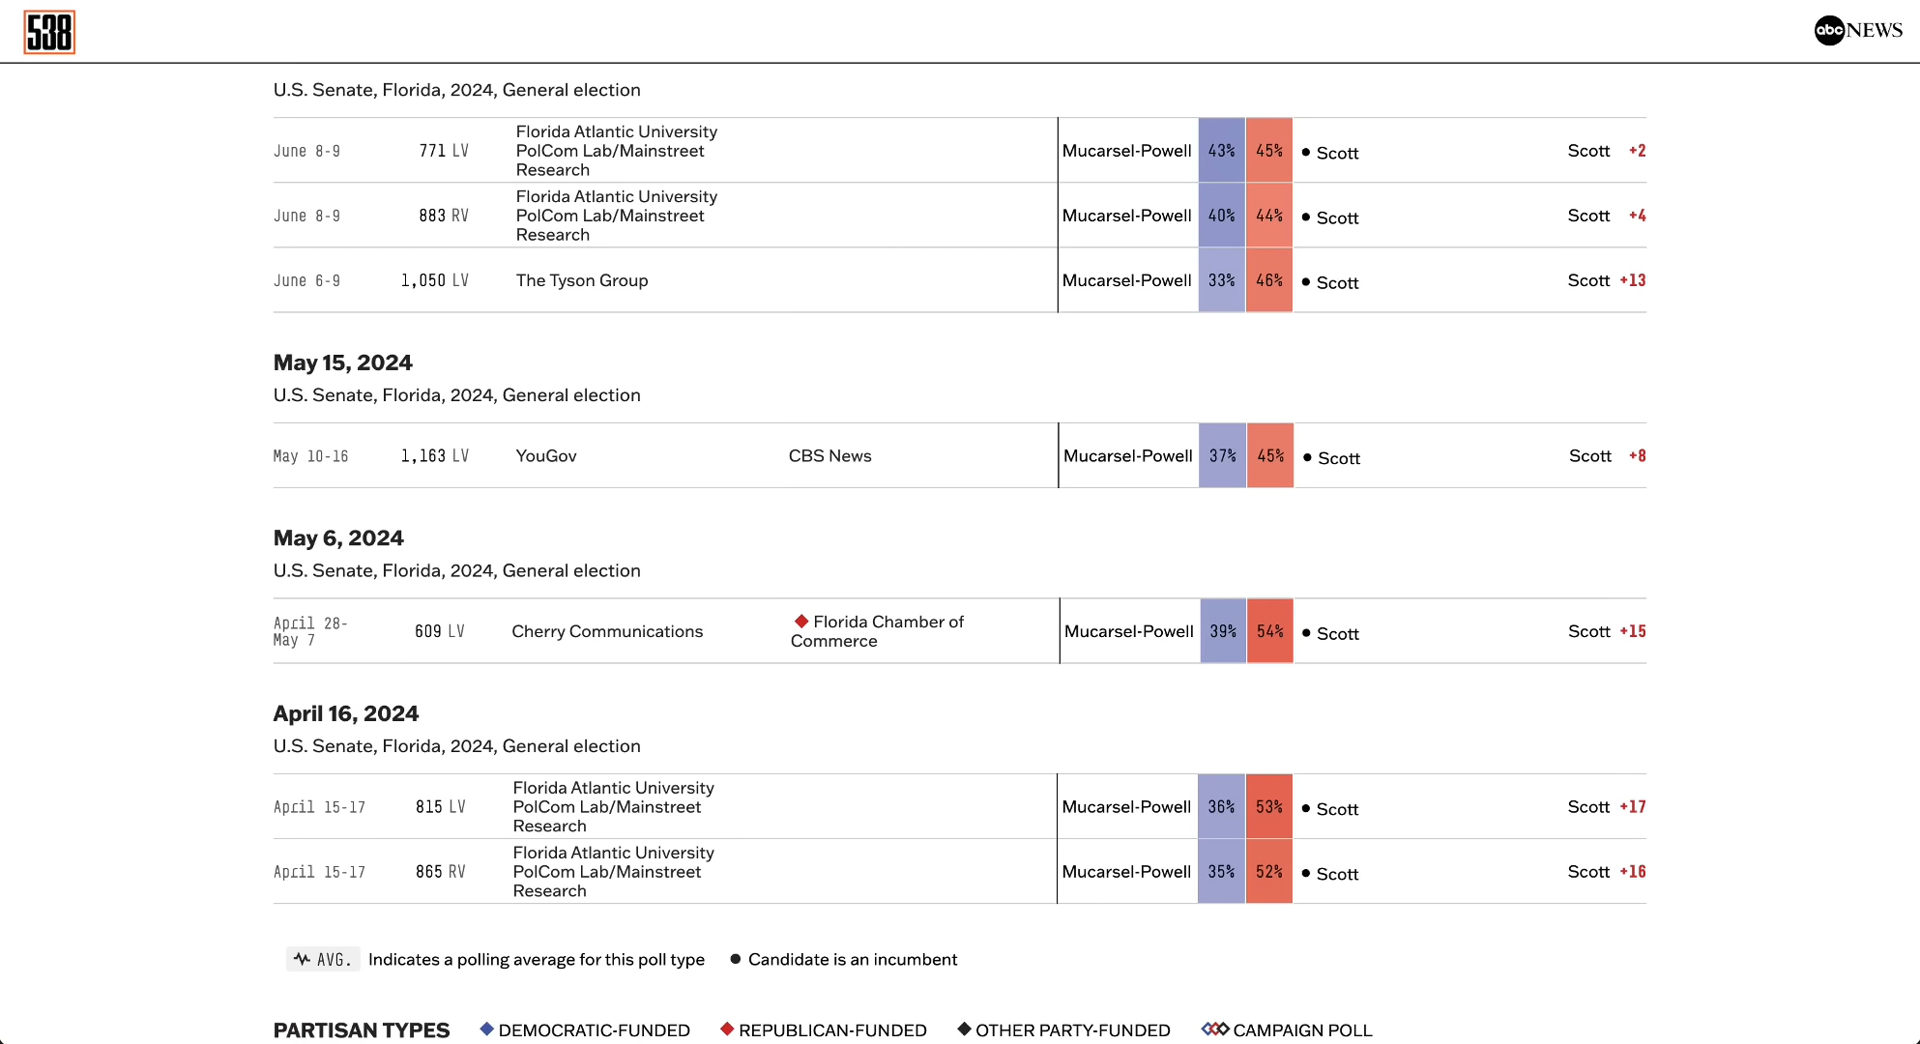 538
abc NEWS
U.S. Senate, Florida, 2024, General election
June 8-9 771 LV Florida Atlantic University PolCom Lab/Mainstreet Research Mucarsel-Powell 43% 45% ● Scott Scott +2
June 8-9 883 RV Florida Atlantic University PolCom Lab/Mainstreet Research Mucarsel-Powell 40% 44% ● Scott Scott +4
June 6-9 1,050 LV The Tyson Group Mucarsel-Powell 33% 46% ● Scott Scott +13
May 15, 2024
U.S. Senate, Florida, 2024, General election
May 10-16 1,163 LV YouGov CBS News Mucarsel-Powell 37% 45% ● Scott Scott +8
May 6, 2024
U.S. Senate, Florida, 2024, General election
April 28-May 7 609 LV Cherry Communications ◆ Florida Chamber of Commerce Mucarsel-Powell 39% 54% ● Scott Scott +15
April 16, 2024
U.S. Senate, Florida, 2024, General election
April 15-17 815 LV Florida Atlantic University PolCom Lab/Mainstreet Research Mucarsel-Powell 36% 53% ● Scott Scott +17
April 15-17 865 RV Florida Atlantic University PolCom Lab/Mainstreet Research Mucarsel-Powell 35% 52% ● Scott Scott +16
AVG. Indicates a polling average for this poll type ● Candidate is an incumbent
PARTISAN TYPES ◆ DEMOCRATIC-FUNDED ◆ REPUBLICAN-FUNDED ◆ OTHER PARTY-FUNDED CAMPAIGN POLL